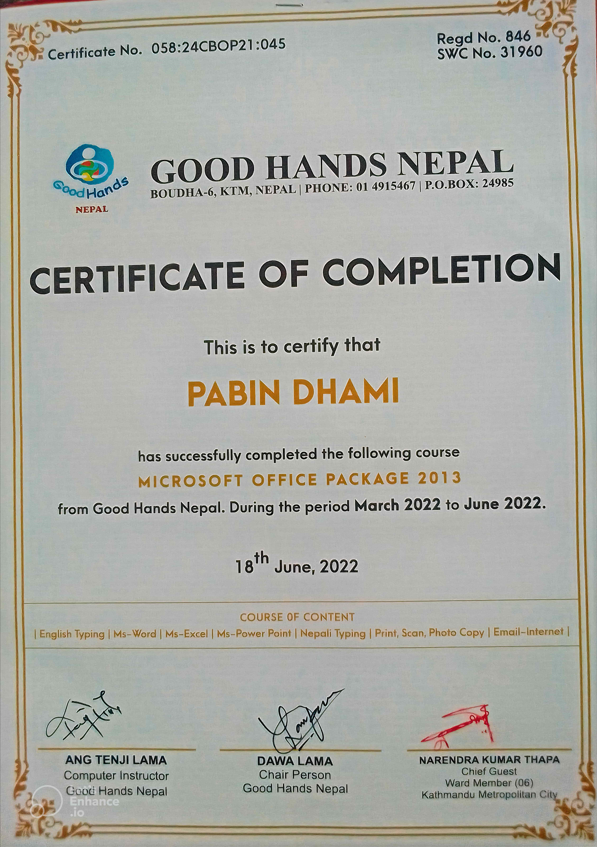 Certificate No. 058:24CBOP21:045
Regd No. 846
SWC No. 31960
Good Hands
NEPAL
GOOD HANDS NEPAL
BOUDHA-6, KTM, NEPAL | PHONE: 01 4915467 | P.O.BOX: 24985
CERTIFICATE OF COMPLETION
This is to certify that
PABIN DHAMI
has successfully completed the following course
MICROSOFT OFFICE PACKAGE 2013
from Good Hands Nepal. During the period March 2022 to June 2022.
18th June, 2022
COURSE OF CONTENT
| English Typing | Ms-Word | Ms-Excel | Ms-Power Point | Nepali Typing | Print, Scan, Photo Copy | Email-Internet |
ANG TENJI LAMA
Computer Instructor
Good Hands Nepal
DAWA LAMA
Chair Person
Good Hands Nepal
NARENDRA KUMAR THAPA
Chief Guest
Ward Member (06)
Kathmandu Metropolitan City
Enhance
.io